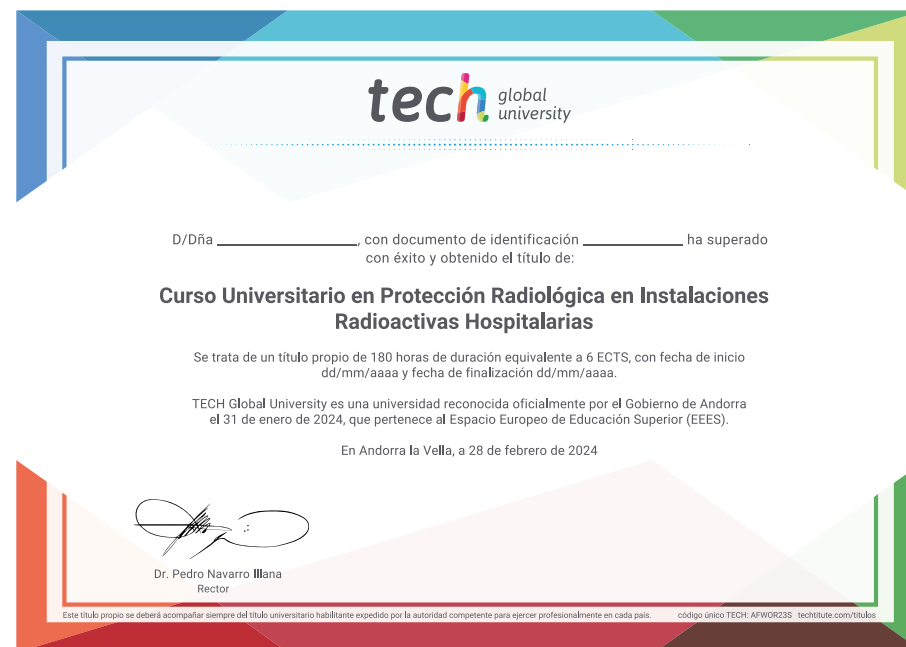 tech global university
D/Dña ____________________, con documento de identificación ______________ ha superado
con éxito y obtenido el título de:
Curso Universitario en Protección Radiológica en Instalaciones
Radioactivas Hospitalarias
Se trata de un título propio de 180 horas de duración equivalente a 6 ECTS, con fecha de inicio
dd/mm/aaaa y fecha de finalización dd/mm/aaaa.
TECH Global University es una universidad reconocida oficialmente por el Gobierno de Andorra
el 31 de enero de 2024, que pertenece al Espacio Europeo de Educación Superior (EEES).
En Andorra la Vella, a 28 de febrero de 2024
Dr. Pedro Navarro Illana
Rector
Este título propio se deberá acompañar siempre del título universitario habilitante expedido por la autoridad competente para ejercer profesionalmente en cada país. código único TECH: AFWOR23S techtitute.com/titulos